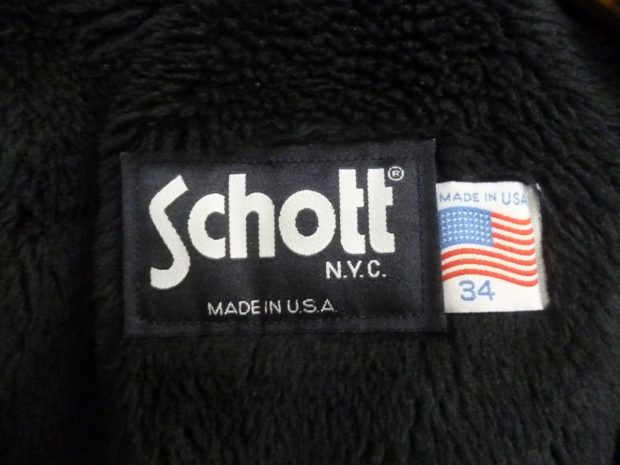 Schott®
N.Y.C.
MADE IN U.S.A.
MADE IN USA
34